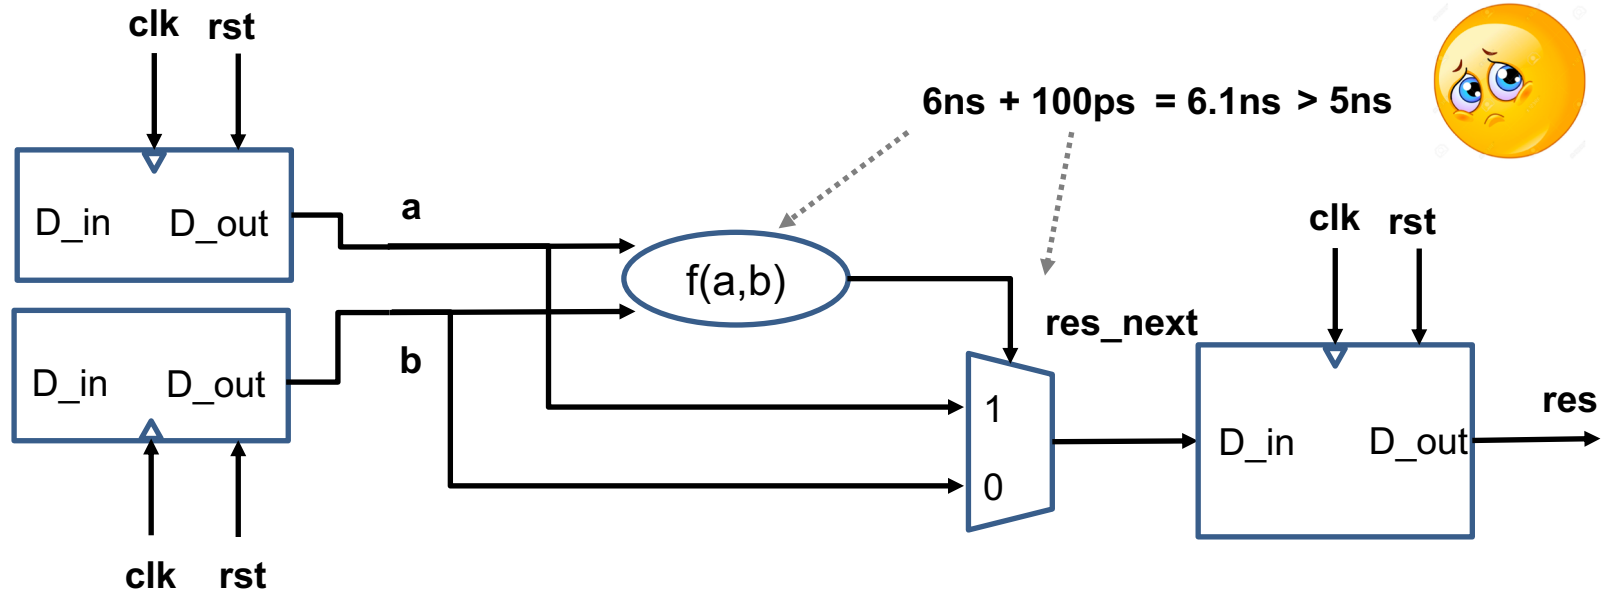 clk rst
6ns + 100ps = 6.1ns > 5ns
D_in D_out
a
f(a,b)
clk rst
D_in D_out
b
res_next
1
0
D_in D_out
res
clk rst